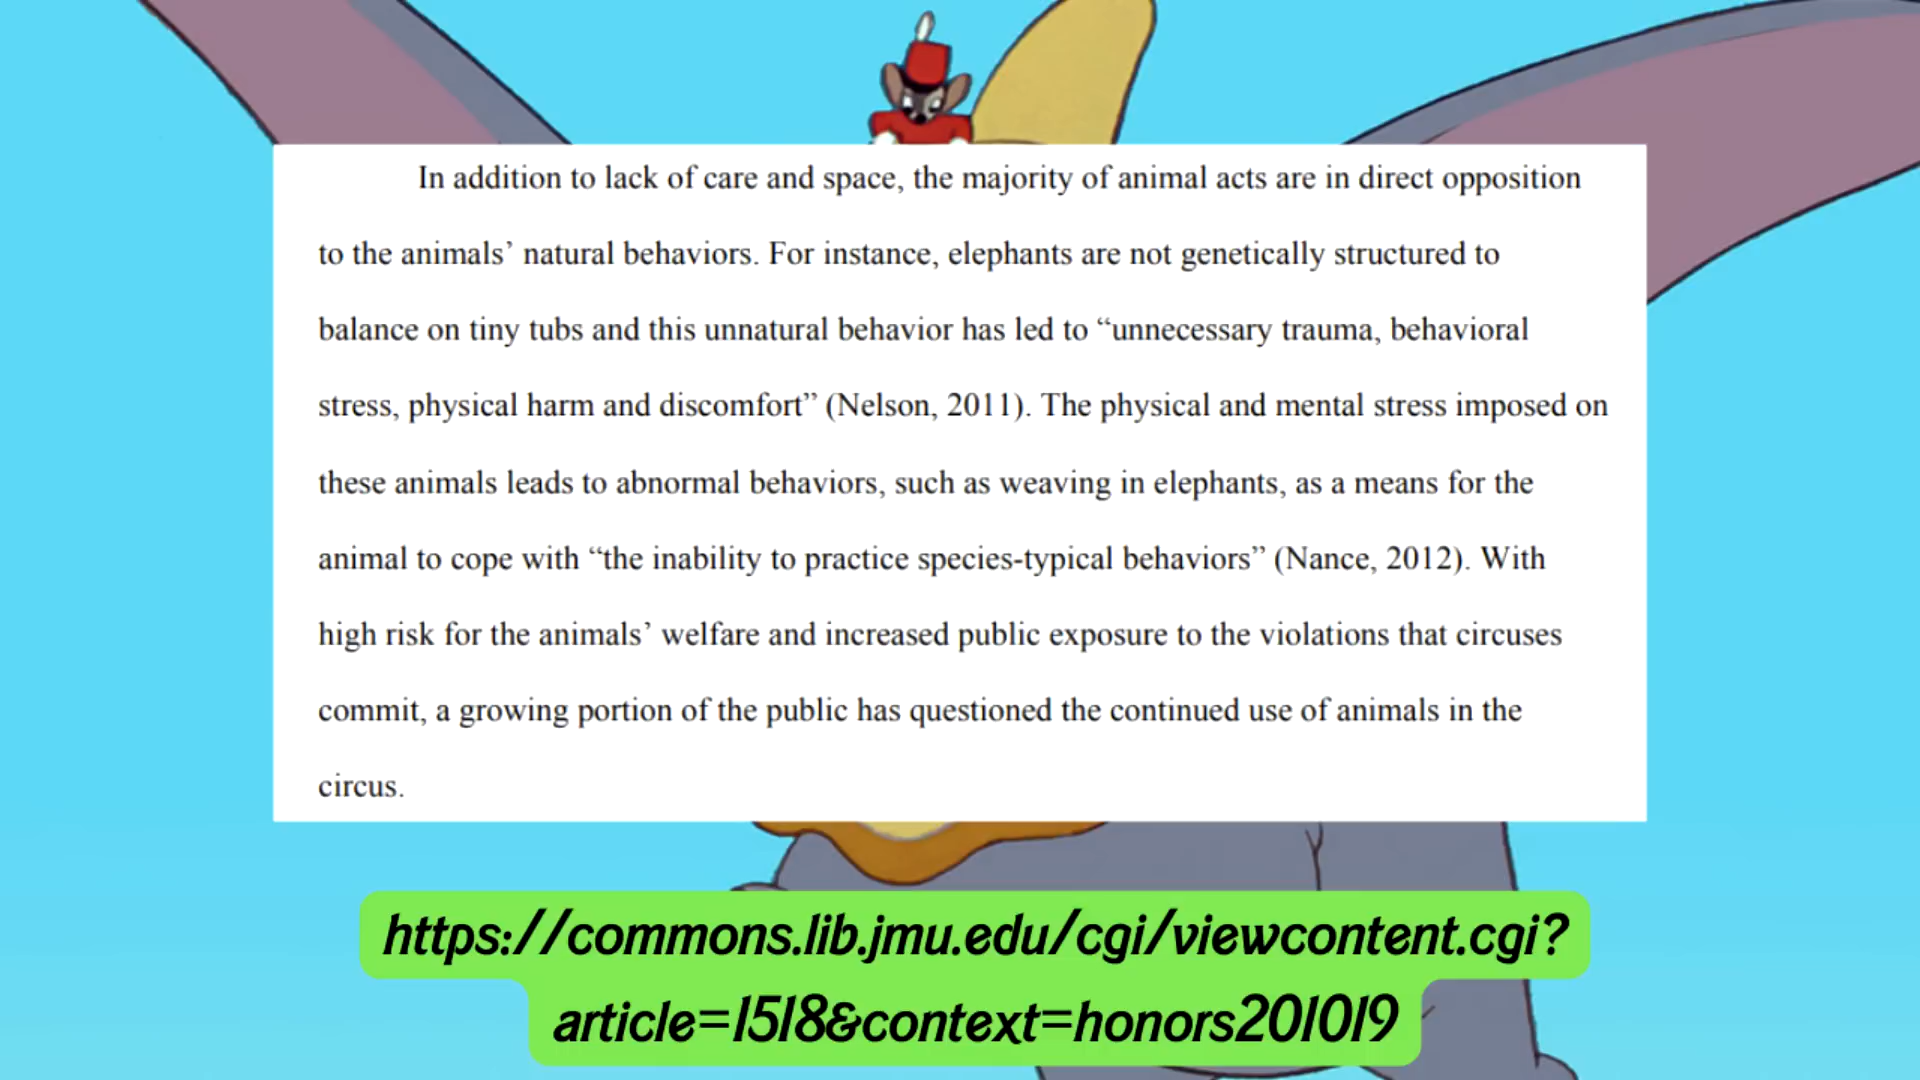 In addition to lack of care and space, the majority of animal acts are in direct opposition
to the animals’ natural behaviors. For instance, elephants are not genetically structured to
balance on tiny tubs and this unnatural behavior has led to “unnecessary trauma, behavioral
stress, physical harm and discomfort” (Nelson, 2011). The physical and mental stress imposed on
these animals leads to abnormal behaviors, such as weaving in elephants, as a means for the
animal to cope with “the inability to practice species-typical behaviors” (Nance, 2012). With
high risk for the animals’ welfare and increased public exposure to the violations that circuses
commit, a growing portion of the public has questioned the continued use of animals in the
circus.
https://commons.lib.jmu.edu/cgi/viewcontent.cgi?
article=1518&context=honors201019